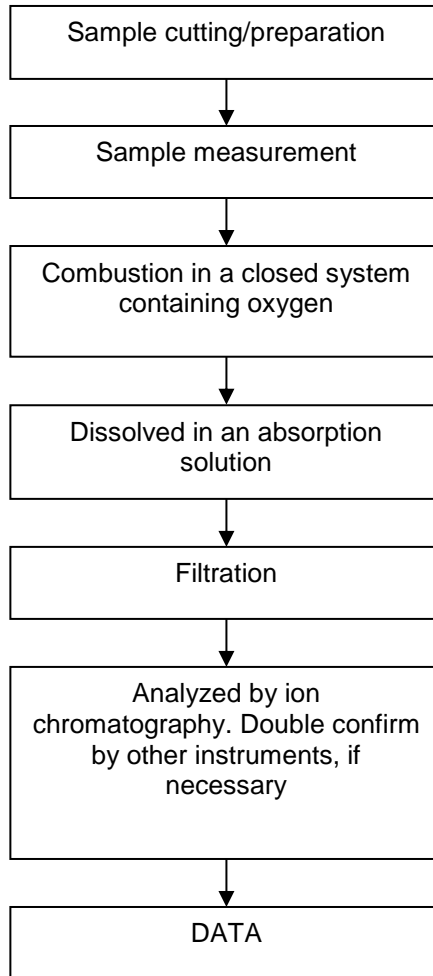 Sample cutting/preparation
Sample measurement
Combustion in a closed system
containing oxygen
Dissolved in an absorption
solution
Filtration
Analyzed by ion
chromatography. Double confirm
by other instruments, if
necessary
DATA